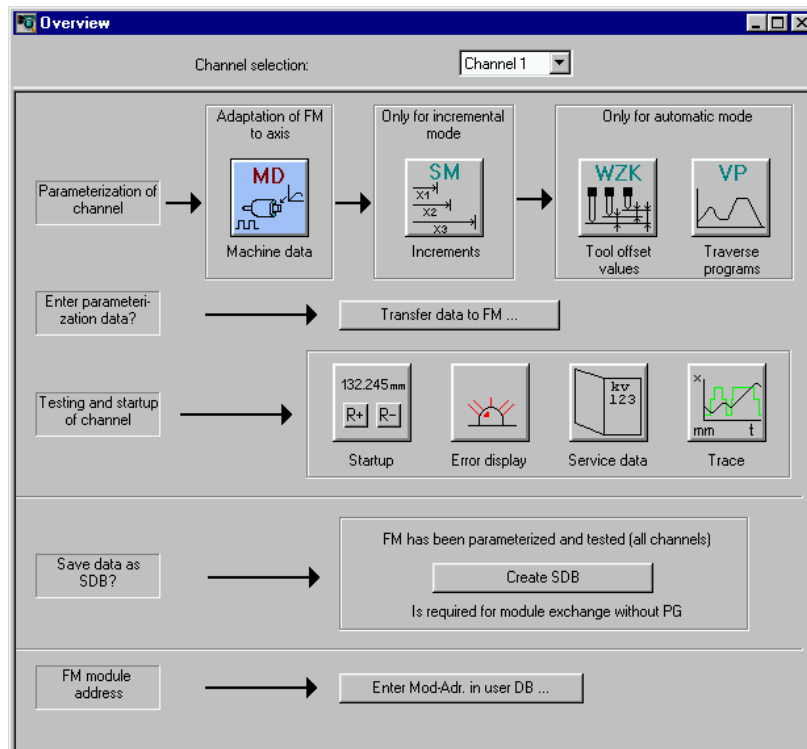 Overview
Channel selection:
Channel 1
Adaptation of FM
to axis
Only for incremental
mode
Only for automatic mode
Parameterization of
channel
MD
SM
X1
X2
X3
WZK
VP
Machine data
Increments
Tool offset
values
Traverse
programs
Enter parameteri-
zation data?
Transfer data to FM ...
Testing and startup
of channel
132.245mm
R+ R-
kv
123
x
mm t
Startup
Error display
Service data
Trace
Save data as
SDB?
FM has been parameterized and tested (all channels)
Create SDB
Is required for module exchange without PG
FM module
address
Enter Mod-Adr. in user DB ...